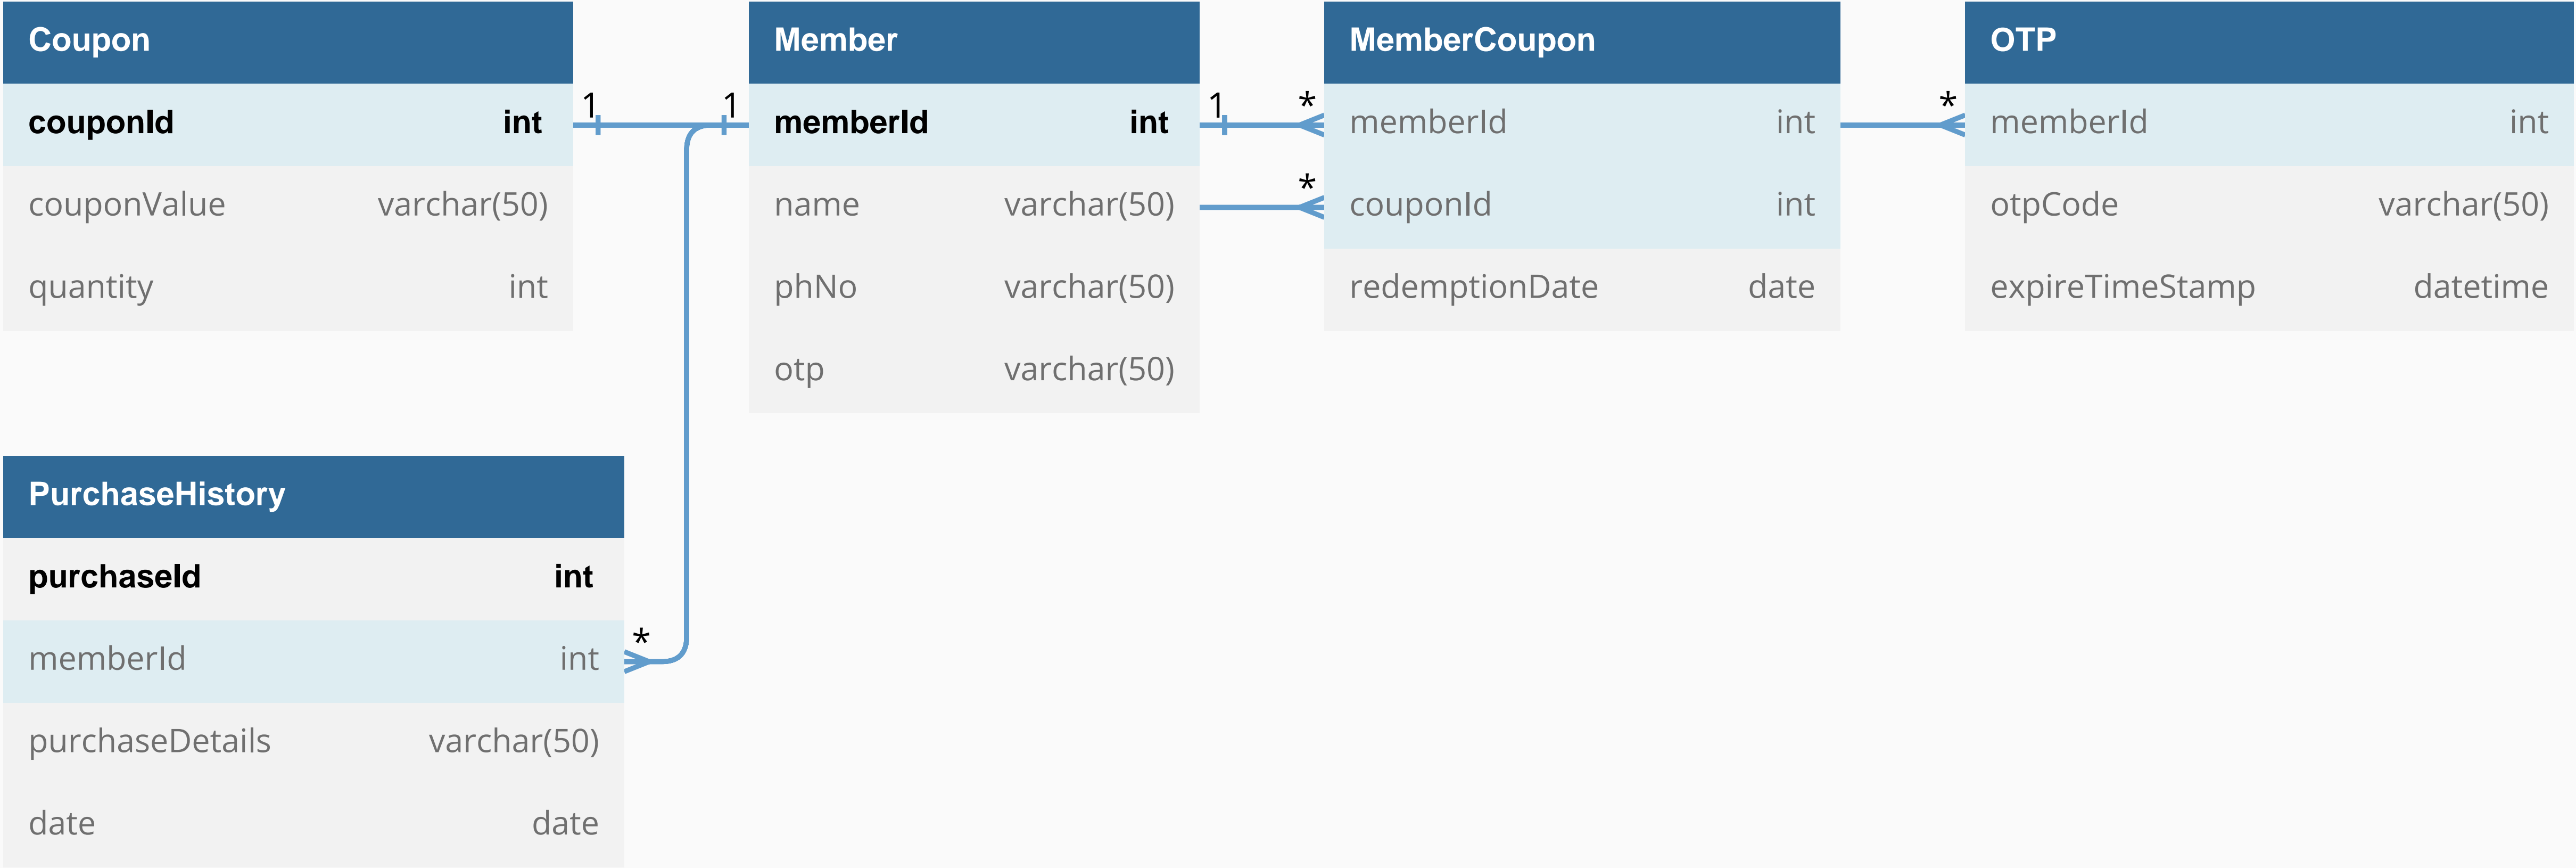 Coupon
couponId int
couponValue varchar(50)
quantity int
1
1
Member
memberId int
name varchar(50)
phNo varchar(50)
otp varchar(50)
1
*
*
MemberCoupon
memberId int
couponId int
redemptionDate date
*
OTP
memberId int
otpCode varchar(50)
expireTimeStamp datetime
PurchaseHistory
purchaseId int
memberId int
purchaseDetails varchar(50)
date date
*